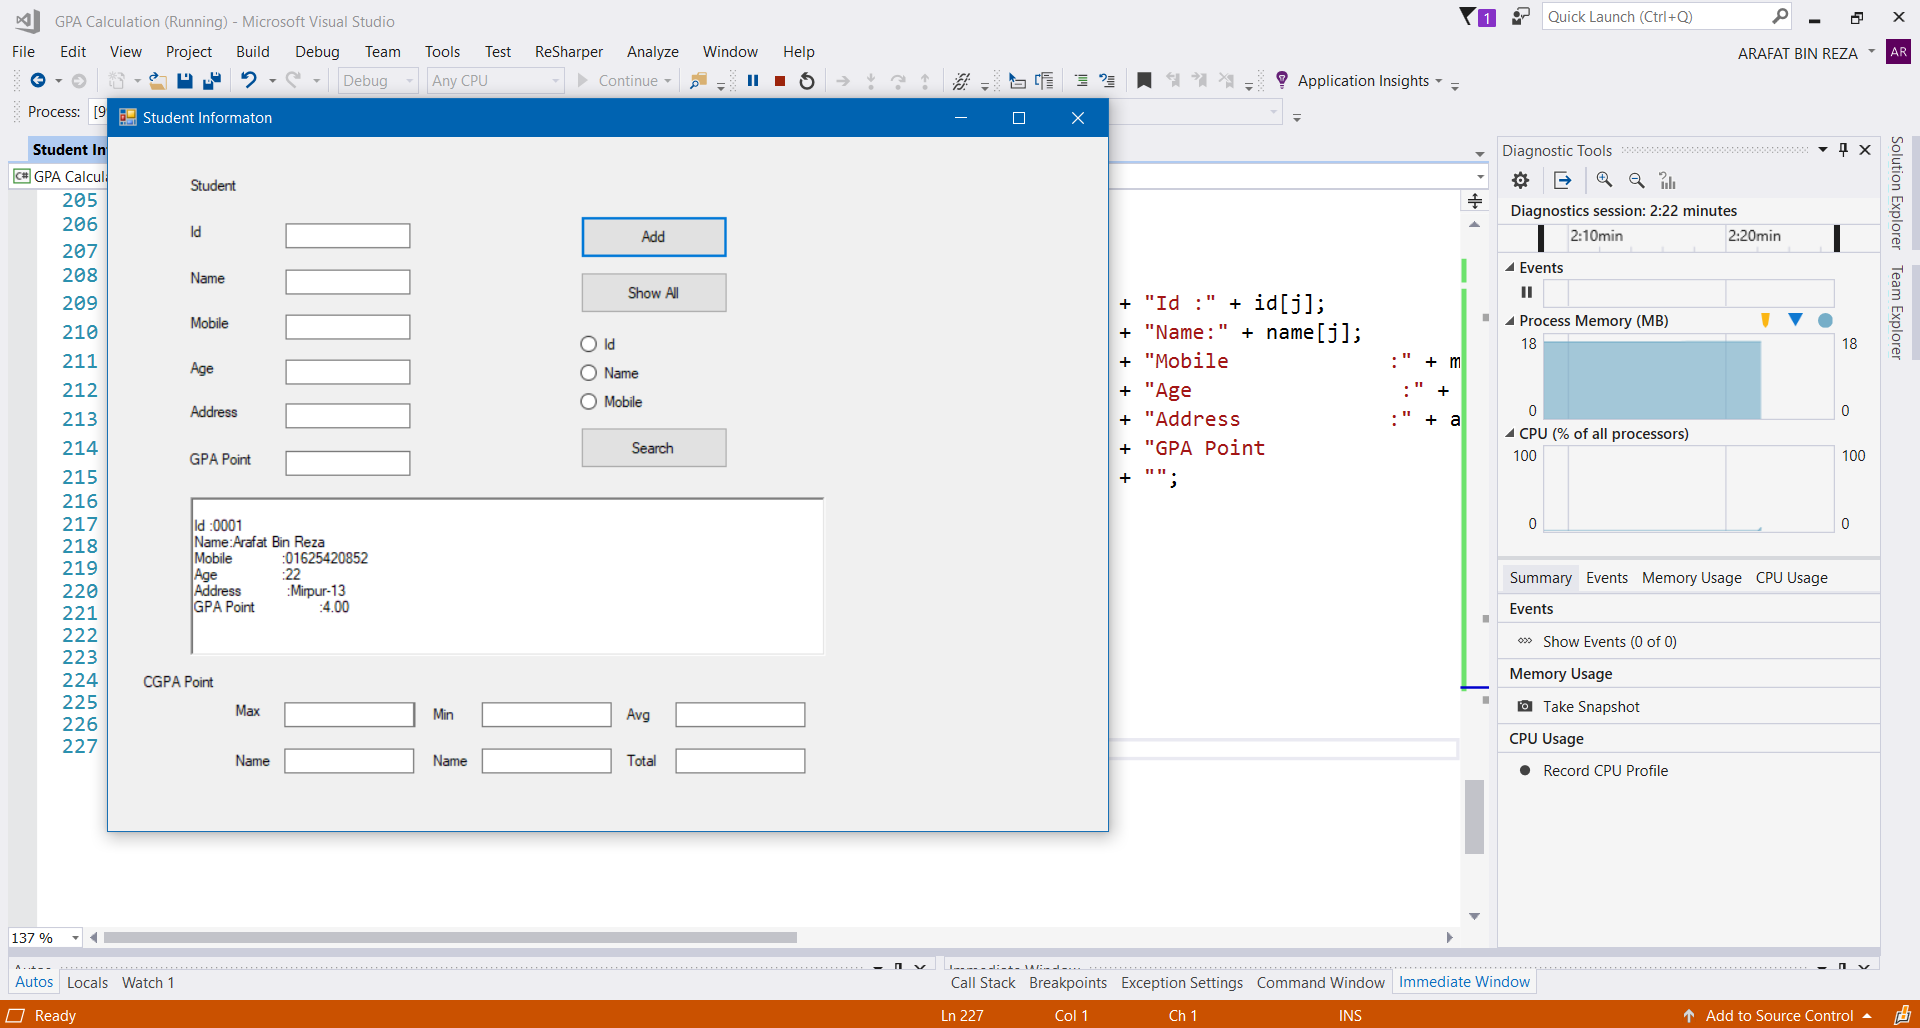 GPA Calculation (Running) - Microsoft Visual Studio
1
Quick Launch (Ctrl+Q)
File Edit View Project Build Debug Team Tools Test ReSharper Analyze Window Help
ARAFAT BIN REZA AR
Debug Any CPU Continue Application Insights
Process: [9
Student Informaton
Student In
C# GPA Calcula
Student
Id
Name
Mobile
Age
Address
GPA Point
Add
Show All
Id
Name
Mobile
Search
Id :0001
Name:Arafat Bin Reza
Mobile :01625420852
Age :22
Address :Mirpur-13
GPA Point :4.00
CGPA Point
Max Min Avg
Name Name Total
205
206
207
208
209
210
211
212
213
214
215
216
217
218
219
220
221
222
223
224
225
226
227
+ "Id :" + id[j];
+ "Name:" + name[j];
+ "Mobile :" + m
+ "Age :" +
+ "Address :" + a
+ "GPA Point
+ "";
Diagnostic Tools
Diagnostics session: 2:22 minutes
2:10min 2:20min
Events
Process Memory (MB)
18 18
0 0
CPU (% of all processors)
100 100
0 0
Summary Events Memory Usage CPU Usage
Events
Show Events (0 of 0)
Memory Usage
Take Snapshot
CPU Usage
Record CPU Profile
Solution Explorer
Team Explorer
137 %
Autos Immediate Window
Autos Locals Watch 1
Call Stack Breakpoints Exception Settings Command Window Immediate Window
Ready Ln 227 Col 1 Ch 1 INS Add to Source Control